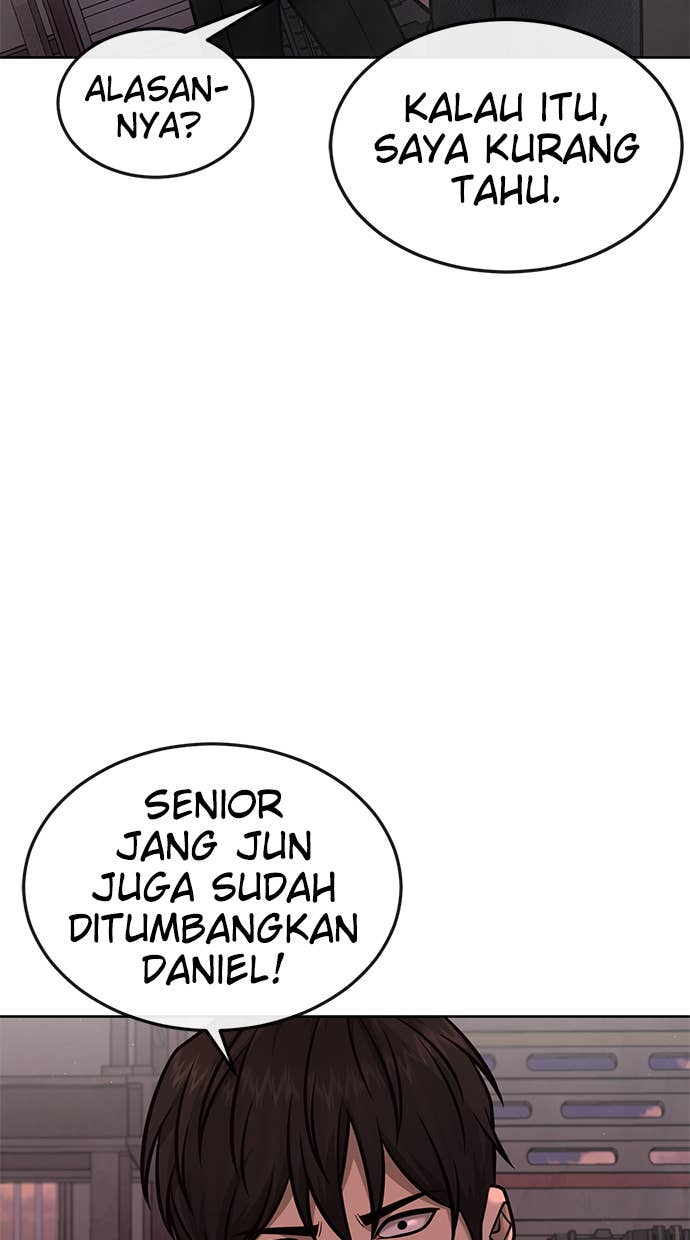 ALASAN-
NYA?
KALAU ITU,
SAYA KURANG
TAHU.
SENIOR
JANG JUN
JUGA SUDAH
DITUMBANGKAN
DANIEL!